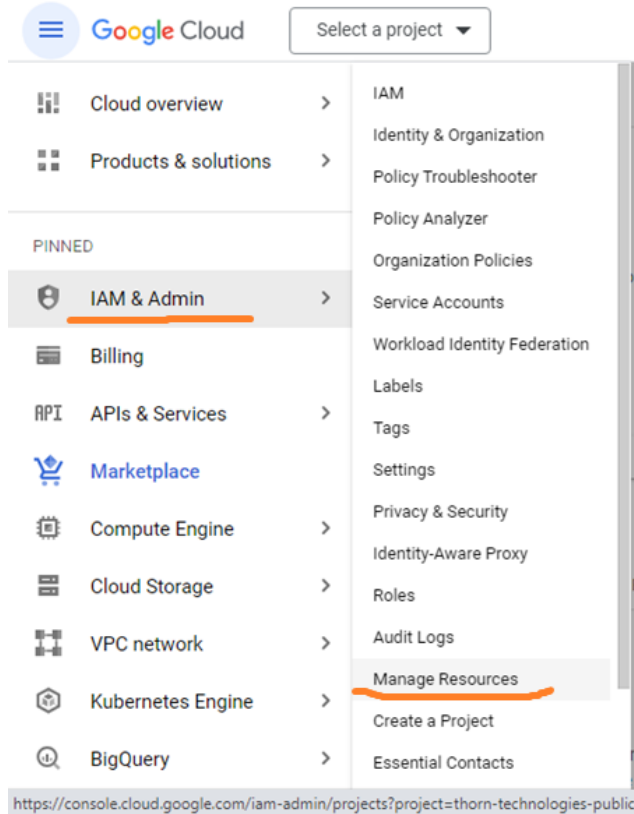 Google Cloud
Select a project
Cloud overview
Products & solutions
PINNED
IAM & Admin
Billing
API APIs & Services
Marketplace
Compute Engine
Cloud Storage
VPC network
Kubernetes Engine
BigQuery
IAM
Identity & Organization
Policy Troubleshooter
Policy Analyzer
Organization Policies
Service Accounts
Workload Identity Federation
Labels
Tags
Settings
Privacy & Security
Identity-Aware Proxy
Roles
Audit Logs
Manage Resources
Create a Project
Essential Contacts
https://console.cloud.google.com/iam-admin/projects?project=thorn-technologies-public